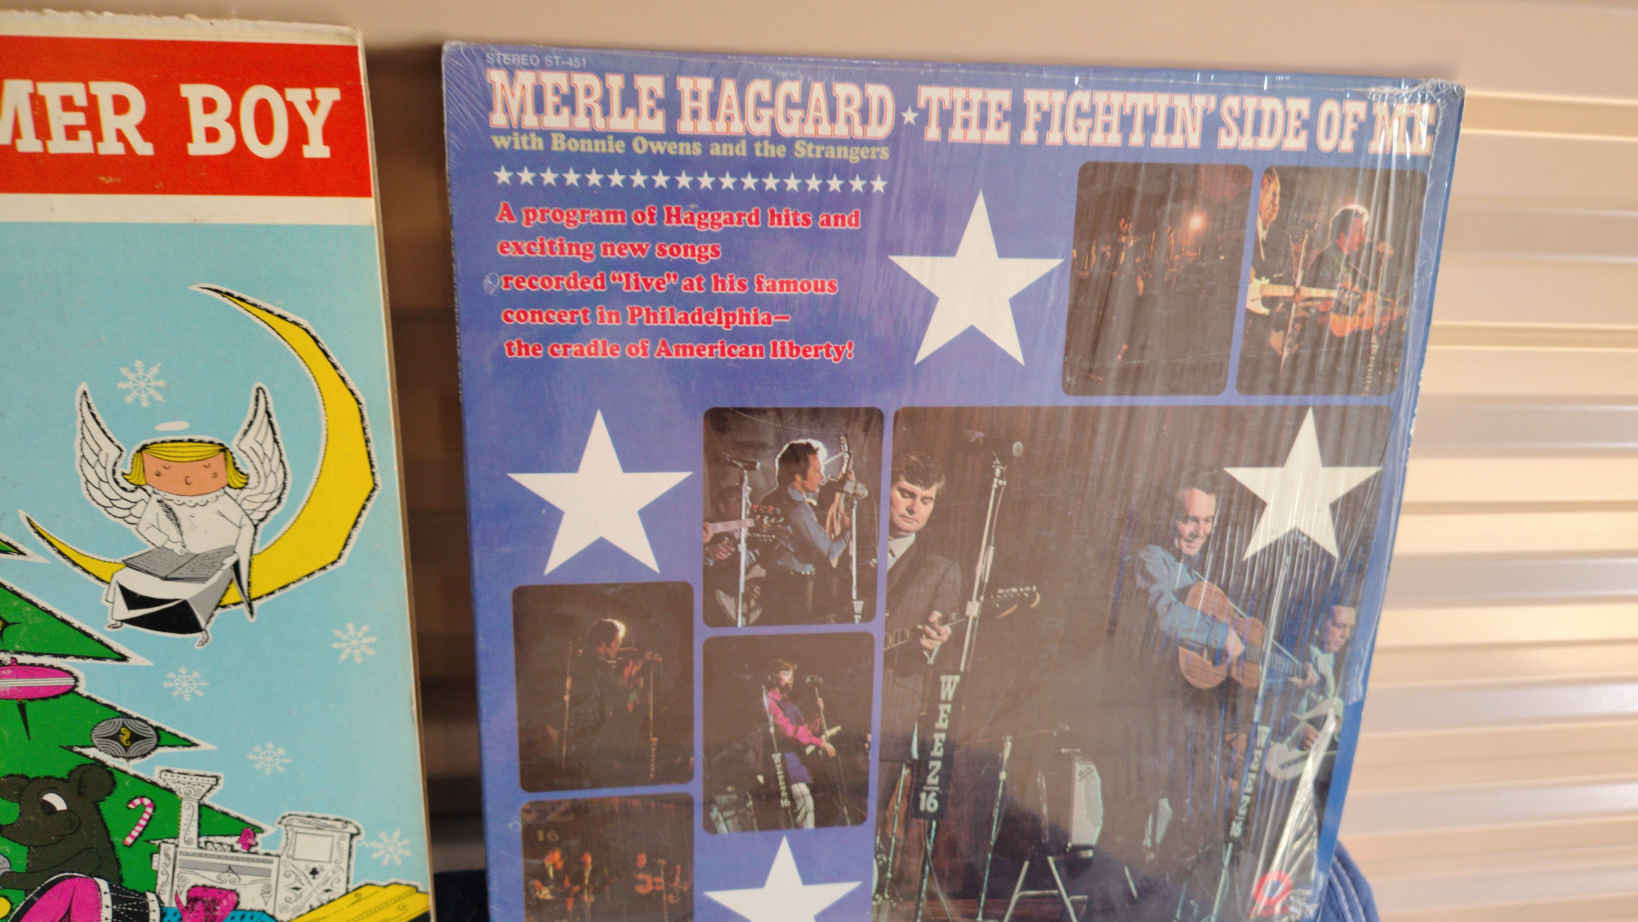 MER BOY
STEREO ST-451
MERLE HAGGARD ★ THE FIGHTIN' SIDE OF ME
with Bonnie Owens and the Strangers
A program of Haggard hits and
exciting new songs
recorded "live" at his famous
concert in Philadelphia—
the cradle of American liberty!
WEEZ
16
16